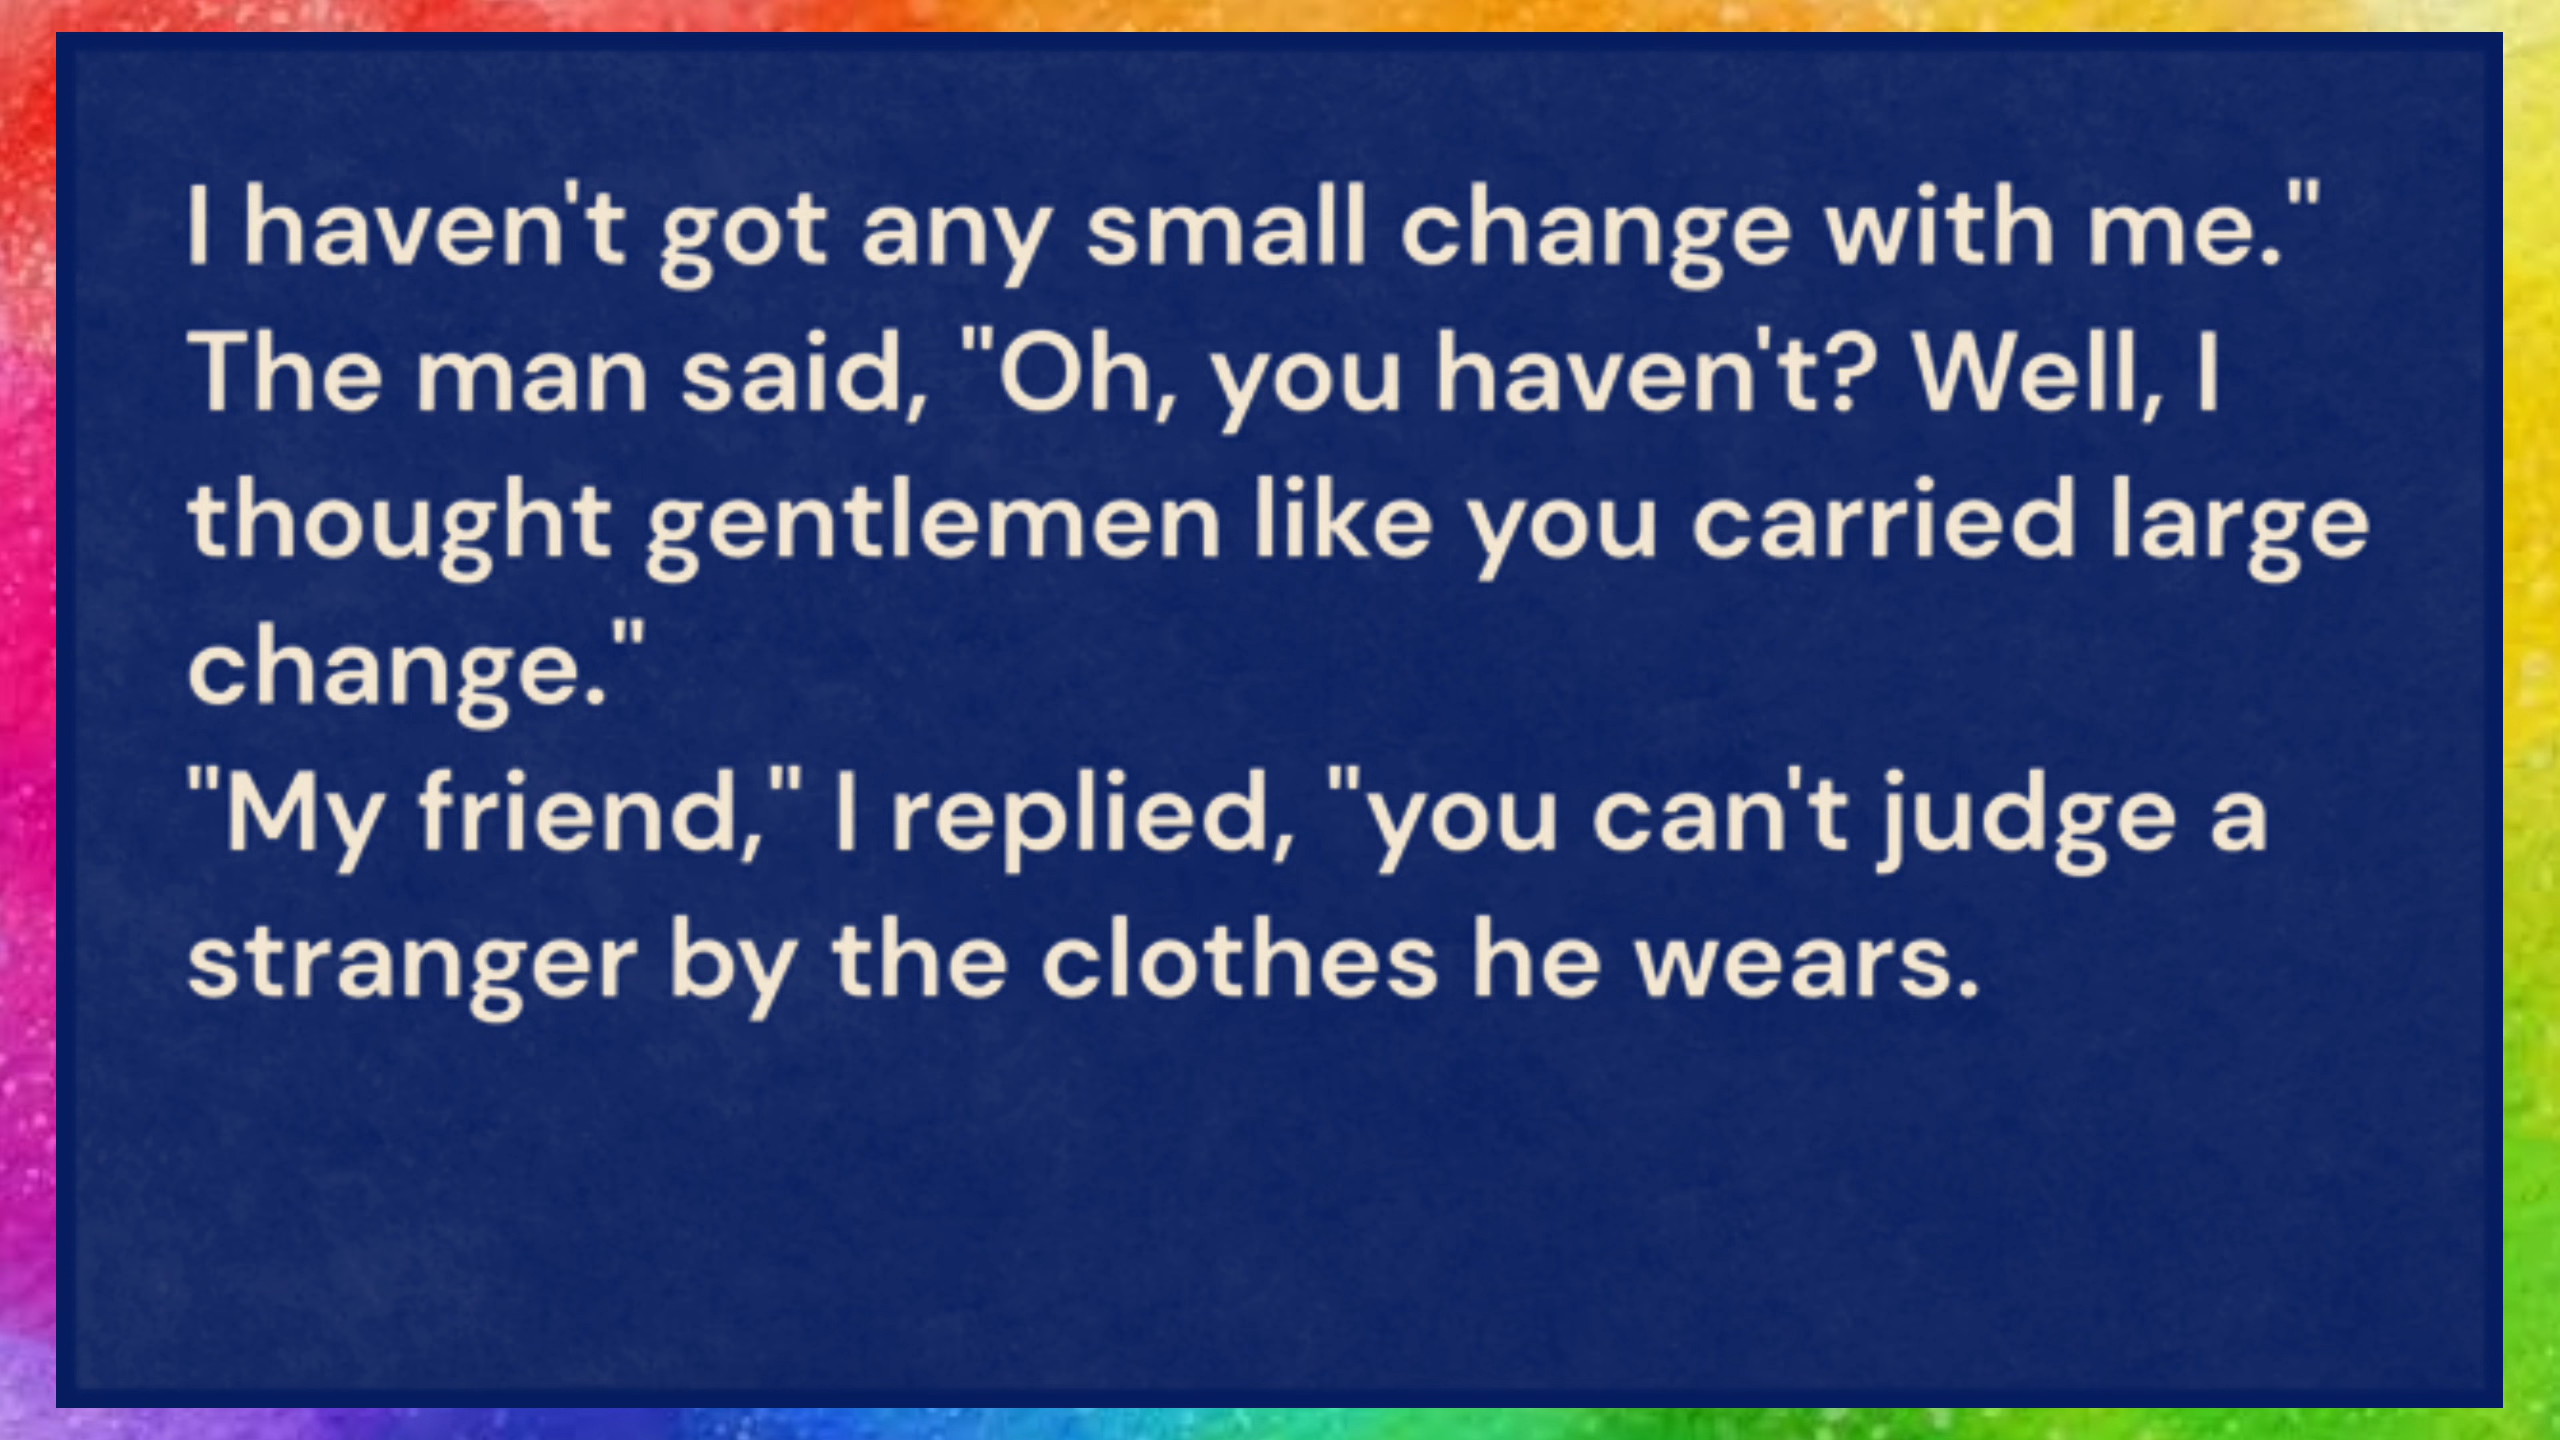 I haven't got any small change with me."
The man said, "Oh, you haven't? Well, I
thought gentlemen like you carried large
change."
"My friend," I replied, "you can't judge a
stranger by the clothes he wears.